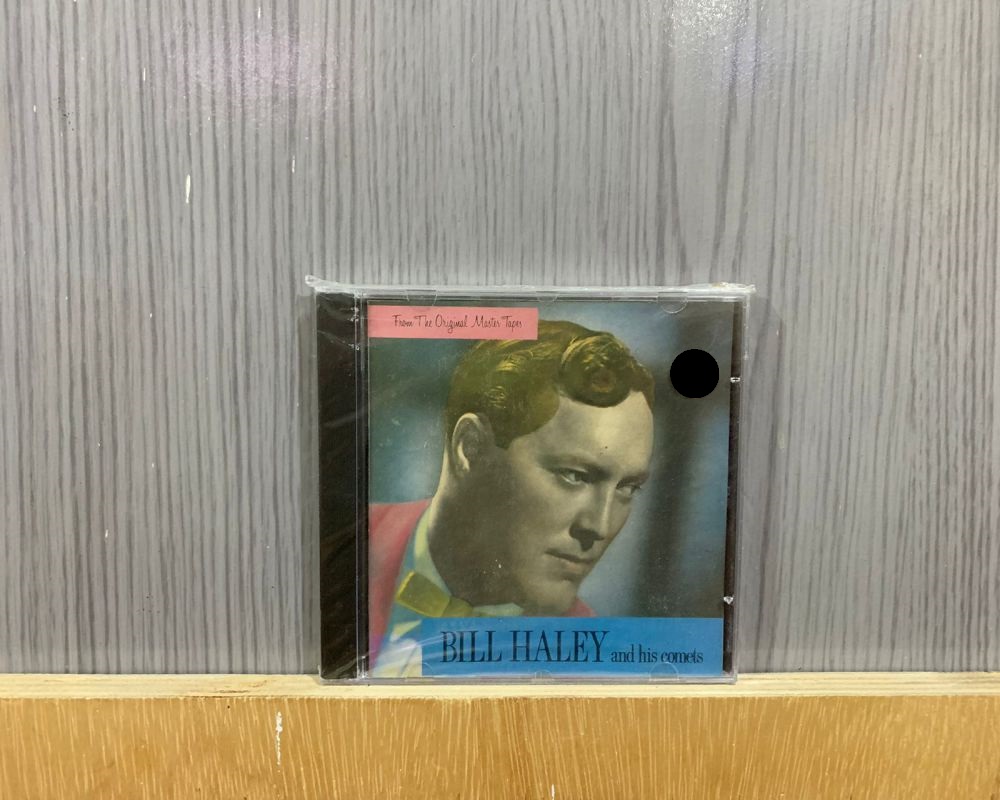 From The Original Master Tapes
BILL HALEY and his comets